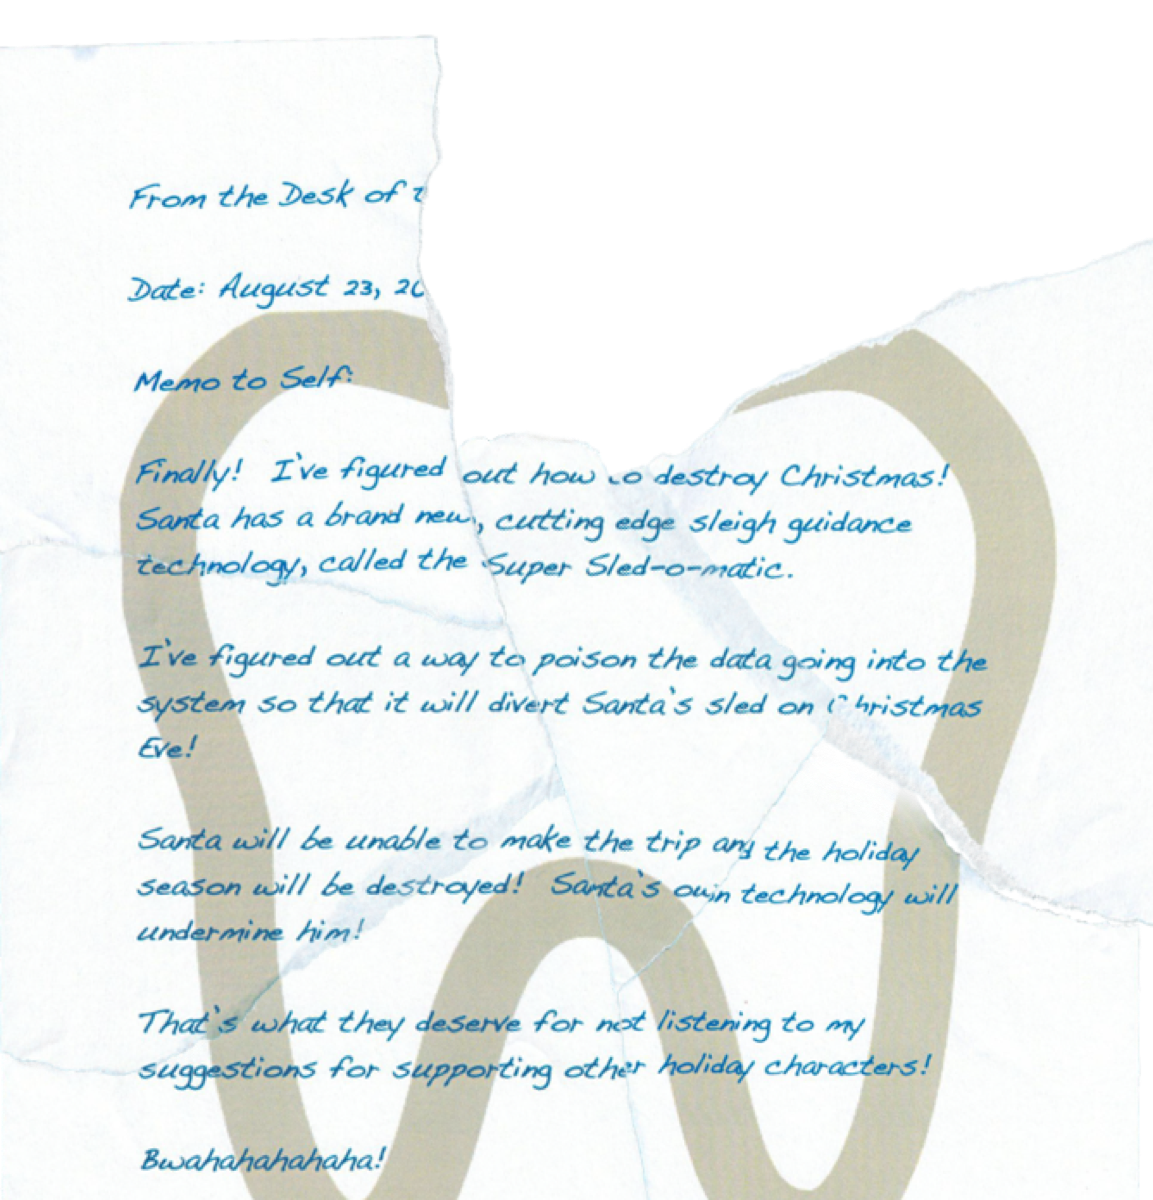 From the Desk of t
Date: August 23, 20
Memo to Self:
Finally! I've figured out how to destroy Christmas!
Santa has a brand new, cutting edge sleigh guidance
technology, called the Super Sled-o-matic.
I've figured out a way to poison the data going into the
system so that it will divert Santa's sled on Christmas
Eve!
Santa will be unable to make the trip and the holiday
season will be destroyed! Santa's own technology will
undermine him!
That's what they deserve for not listening to my
suggestions for supporting other holiday characters!
Bwahahahahaha!